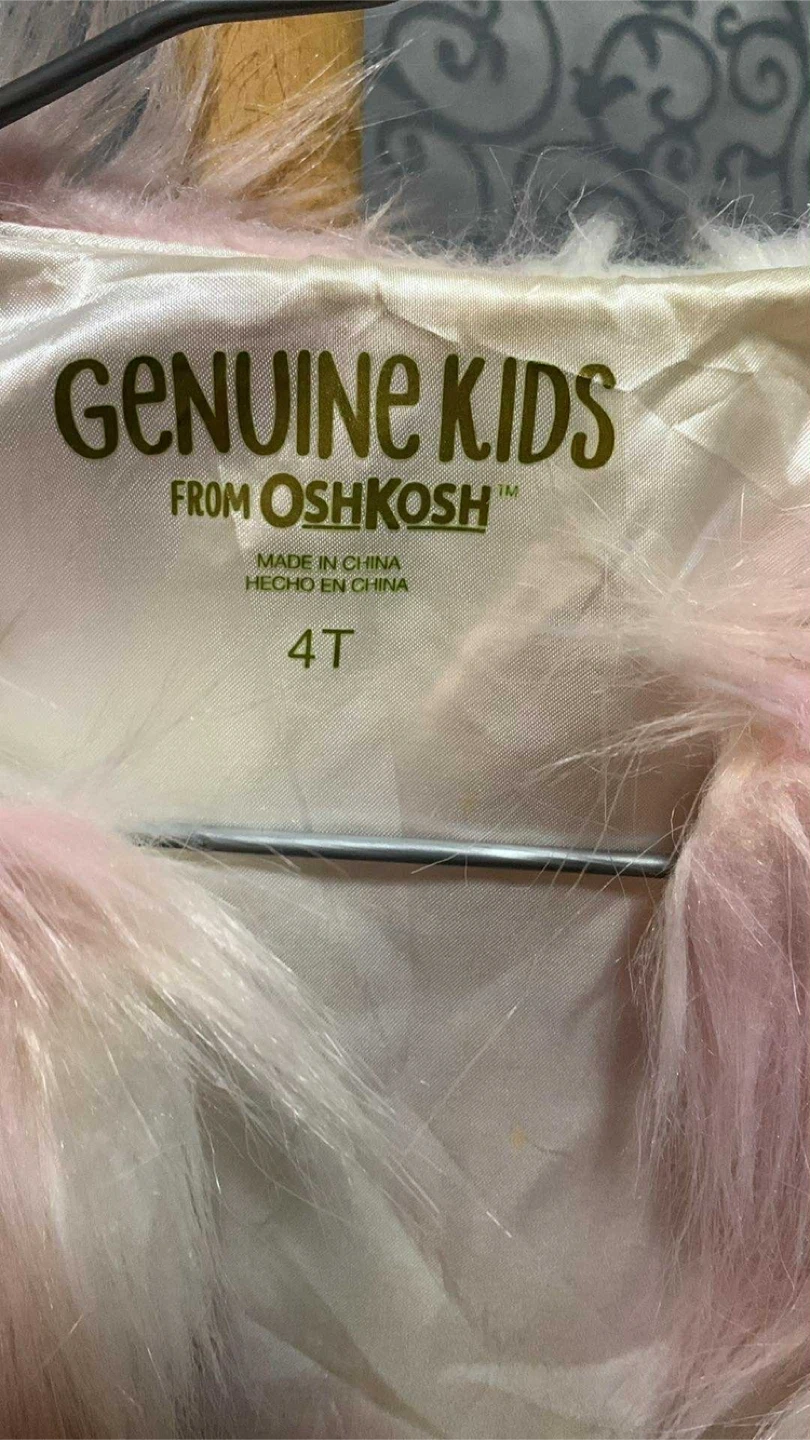 GENUINE KIDS
FROM OSHKOSH™
MADE IN CHINA
HECHO EN CHINA
4T